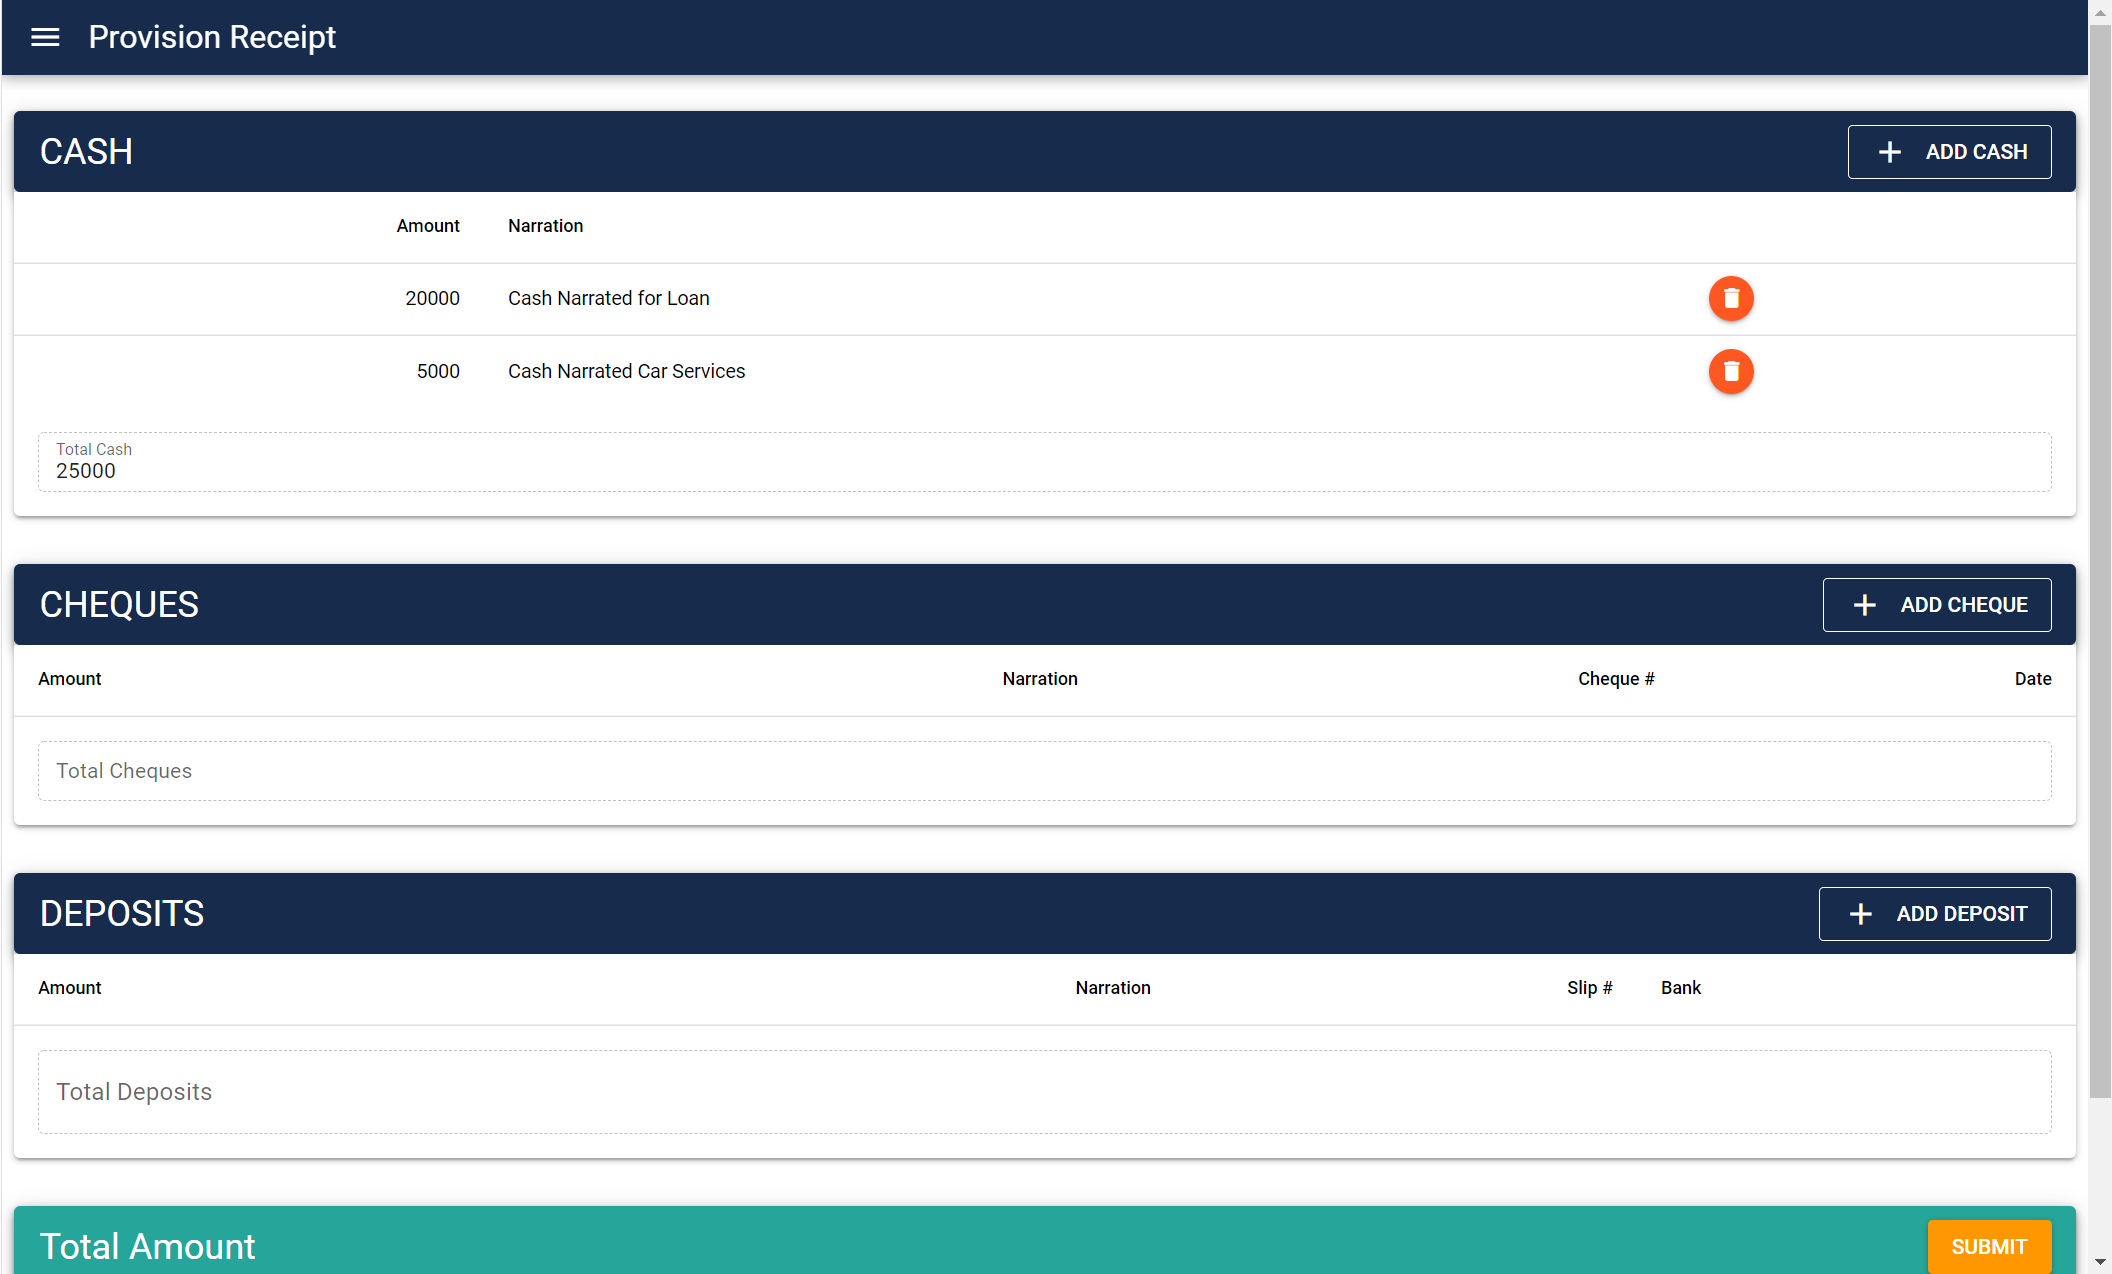 Provision Receipt
CASH
ADD CASH
Amount Narration
20000 Cash Narrated for Loan
5000 Cash Narrated Car Services
Total Cash
25000
CHEQUES
ADD CHEQUE
Amount Narration Cheque # Date
Total Cheques
DEPOSITS
ADD DEPOSIT
Amount Narration Slip # Bank
Total Deposits
Total Amount
SUBMIT